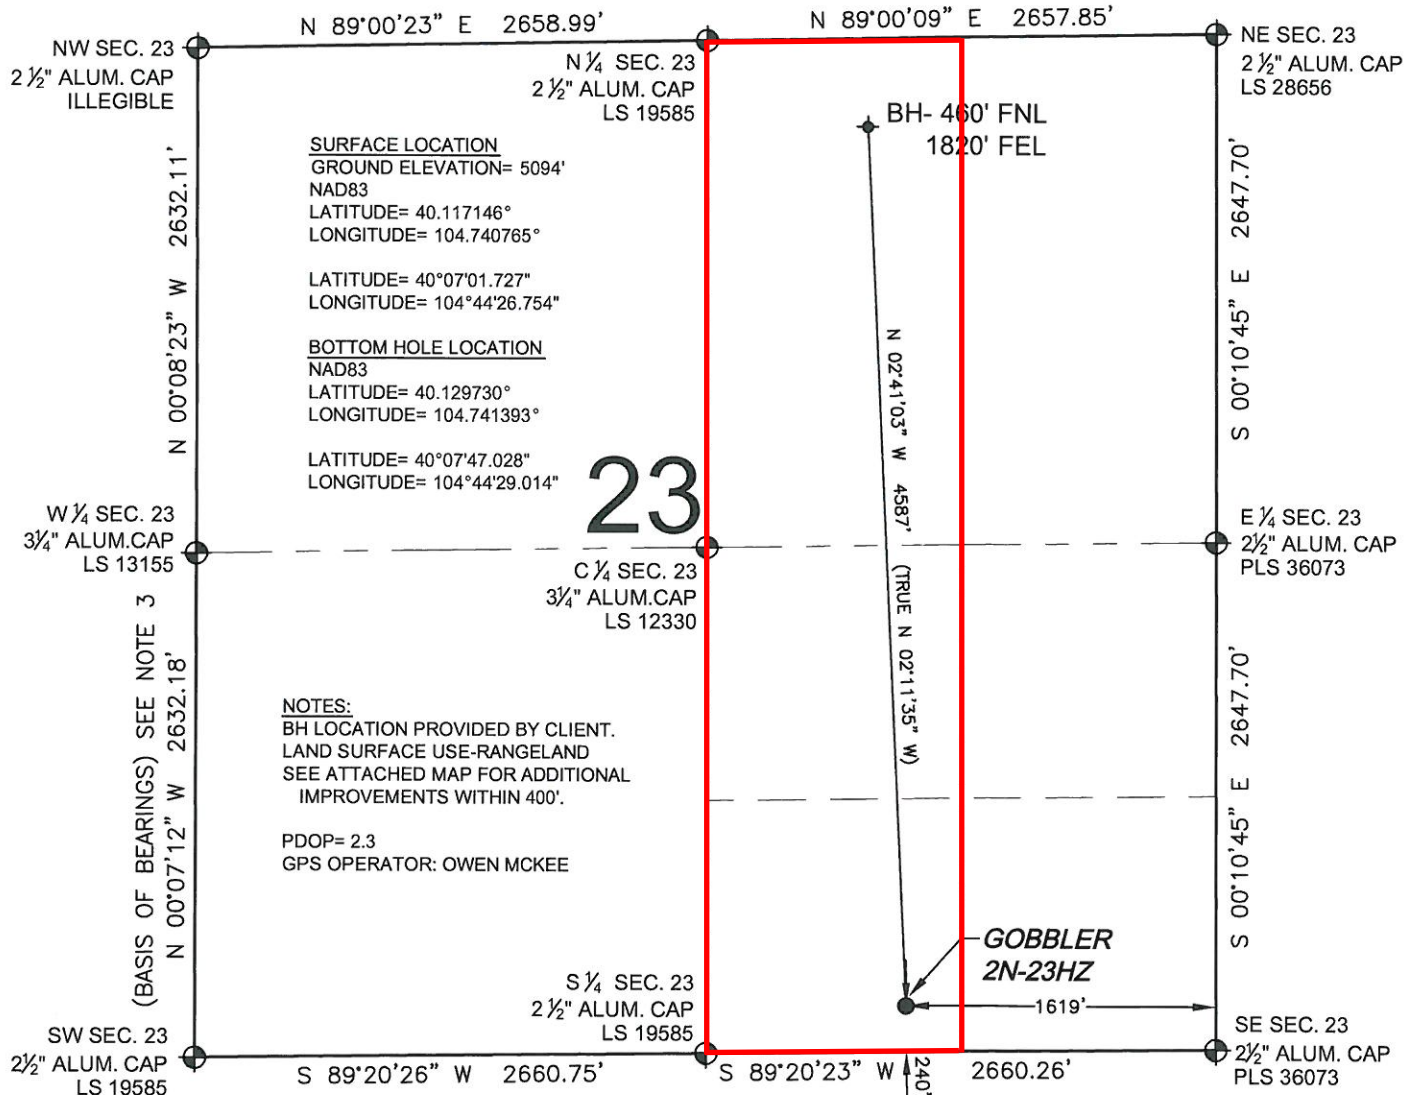 N 89°00'23" E 2658.99'
N 89°00'09" E 2657.85'
NW SEC. 23
2 ½" ALUM. CAP
ILLEGIBLE
N ¼ SEC. 23
2 ½" ALUM. CAP
LS 19585
NE SEC. 23
2 ½" ALUM. CAP
LS 28656
BH- 460' FNL
1820' FEL
SURFACE LOCATION
GROUND ELEVATION= 5094'
NAD83
LATITUDE= 40.117146°
LONGITUDE= 104.740765°
LATITUDE= 40°07'01.727"
LONGITUDE= 104°44'26.754"
BOTTOM HOLE LOCATION
NAD83
LATITUDE= 40.129730°
LONGITUDE= 104.741393°
LATITUDE= 40°07'47.028"
LONGITUDE= 104°44'29.014"
N 00°08'23" W 2632.11'
S 00°10'45" E 2647.70'
N 02°41'03" W 4587' (TRUE N 02°11'35" W)
23
W ¼ SEC. 23
3¼" ALUM.CAP
LS 13155
C ¼ SEC. 23
3¼" ALUM.CAP
LS 12330
E ¼ SEC. 23
2½" ALUM. CAP
PLS 36073
(BASIS OF BEARINGS) SEE NOTE 3
N 00°07'12" W 2632.18'
S 00°10'45" E 2647.70'
NOTES:
BH LOCATION PROVIDED BY CLIENT.
LAND SURFACE USE-RANGELAND
SEE ATTACHED MAP FOR ADDITIONAL
IMPROVEMENTS WITHIN 400'.
PDOP= 2.3
GPS OPERATOR: OWEN MCKEE
GOBBLER
2N-23HZ
1619'
S ¼ SEC. 23
2 ½" ALUM. CAP
LS 19585
SW SEC. 23
2½" ALUM. CAP
LS 19585
SE SEC. 23
2½" ALUM. CAP
PLS 36073
S 89°20'26" W 2660.75'
S 89°20'23" W 2660.26'
240'